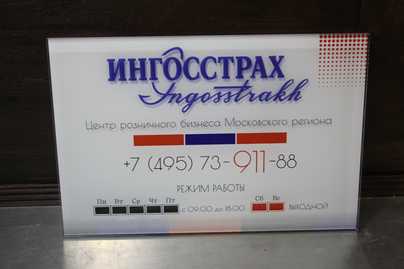 ИНГОССТРАХ
Ingosstrakh
Центр розничного бизнеса Московского региона
+7 (495) 73-911-88
РЕЖИМ РАБОТЫ
Пн Вт Ср Чт Пт с 09.00 до 18.00 Сб Вс ВЫХОДНОЙ